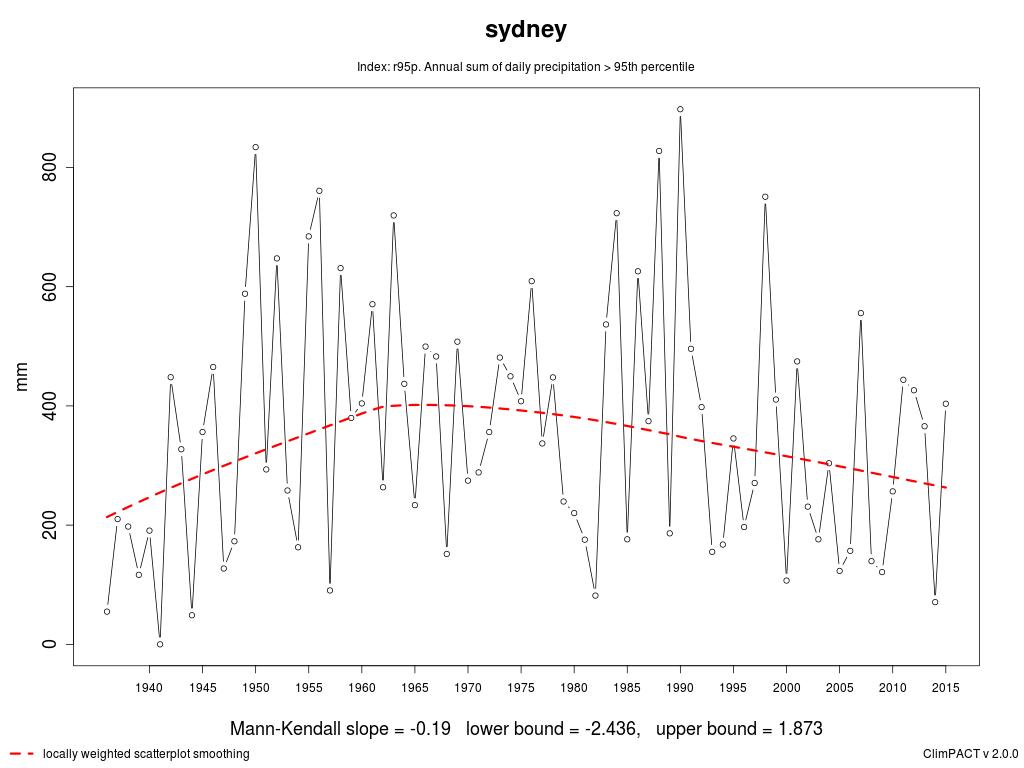 sydney
Index: r95p. Annual sum of daily precipitation > 95th percentile
mm
800
600
400
200
0
1940 1945 1950 1955 1960 1965 1970 1975 1980 1985 1990 1995 2000 2005 2010 2015
Mann-Kendall slope = -0.19 lower bound = -2.436, upper bound = 1.873
locally weighted scatterplot smoothing
ClimPACT v 2.0.0